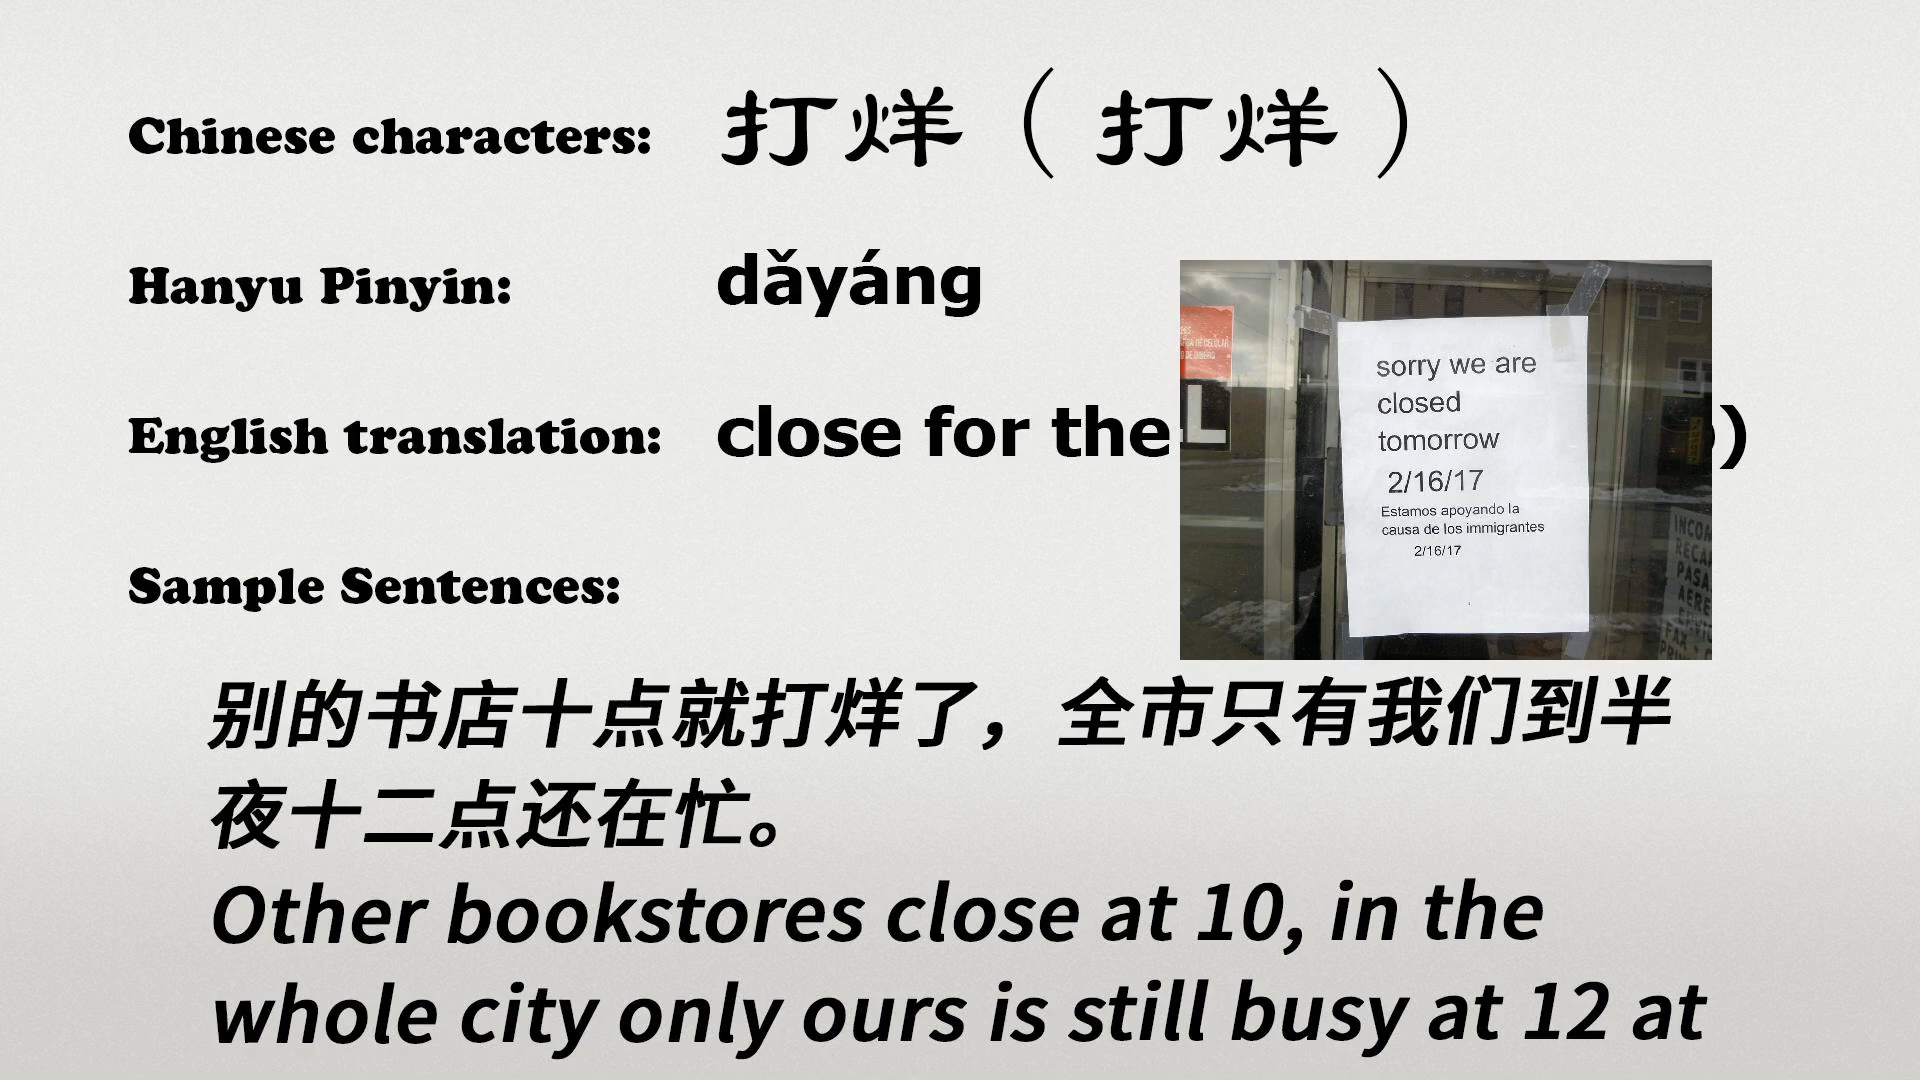 Chinese characters: 打烊（打烊）
Hanyu Pinyin: dǎyáng
English translation: close for the )
Sample Sentences:
sorry we are
closed
tomorrow
2/16/17
Estamos apoyando la
causa de los immigrantes
2/16/17
别的书店十点就打烊了，全市只有我们到半
夜十二点还在忙。
Other bookstores close at 10, in the
whole city only ours is still busy at 12 at